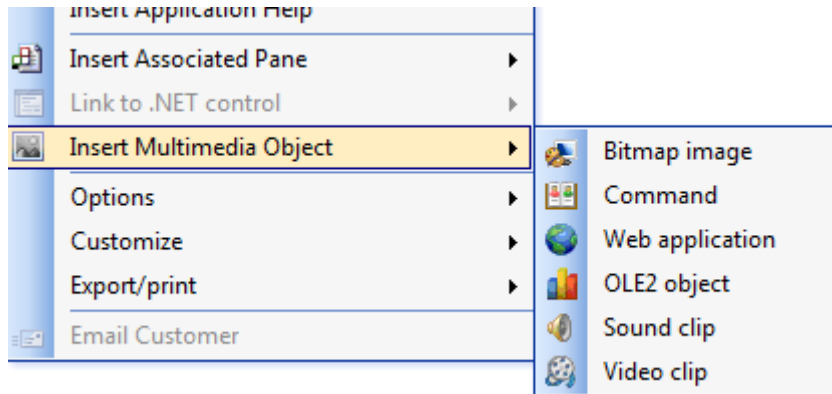 Insert Application Help
Insert Associated Pane
Link to .NET control
Insert Multimedia Object
Options
Customize
Export/print
Email Customer
Bitmap image
Command
Web application
OLE2 object
Sound clip
Video clip